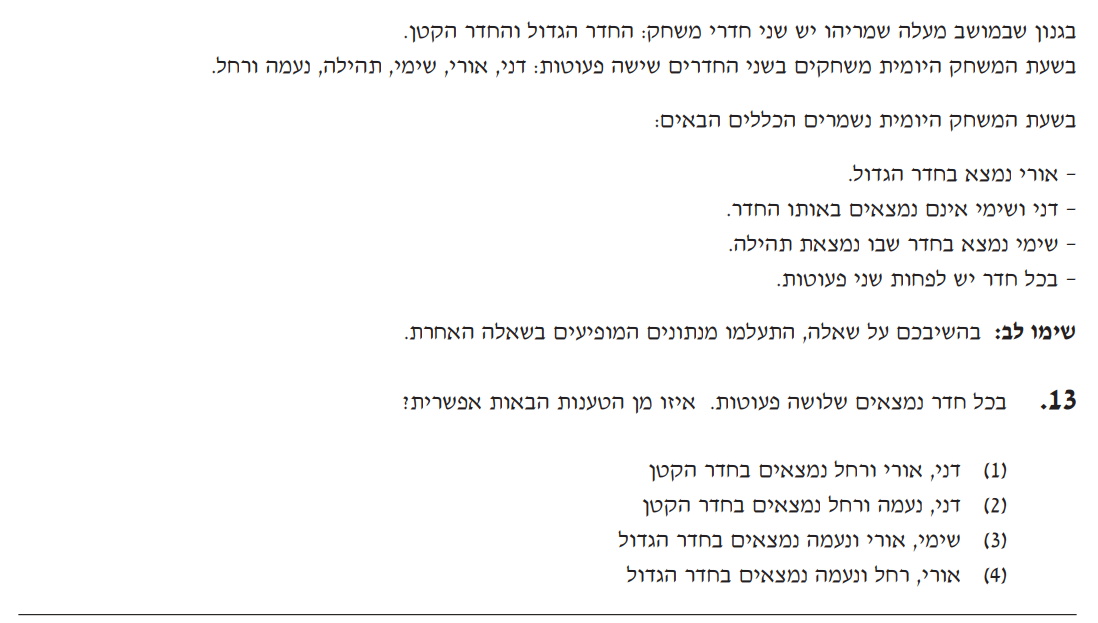 בגנון שבמושב מעלה שמריהו יש שני חדרי משחק: החדר הגדול והחדר הקטן.
בשעת המשחק היומית משחקים בשני החדרים שישה פעוטות: דני, אורי, שימי, תהילה, נעמה ורחל.
בשעת המשחק היומית נשמרים הכללים הבאים:
– אורי נמצא בחדר הגדול.
– דני ושימי אינם נמצאים באותו החדר.
– שימי נמצא בחדר שבו נמצאת תהילה.
– בכל חדר יש לפחות שני פעוטות.
שימו לב: בהשיבכם על שאלה, התעלמו מנתונים המופיעים בשאלה האחרת.
13. בכל חדר נמצאים שלושה פעוטות. איזו מן הטענות הבאות אפשרית?
(1) דני, אורי ורחל נמצאים בחדר הקטן
(2) דני, נעמה ורחל נמצאים בחדר הקטן
(3) שימי, אורי ונעמה נמצאים בחדר הגדול
(4) אורי, רחל ונעמה נמצאים בחדר הגדול